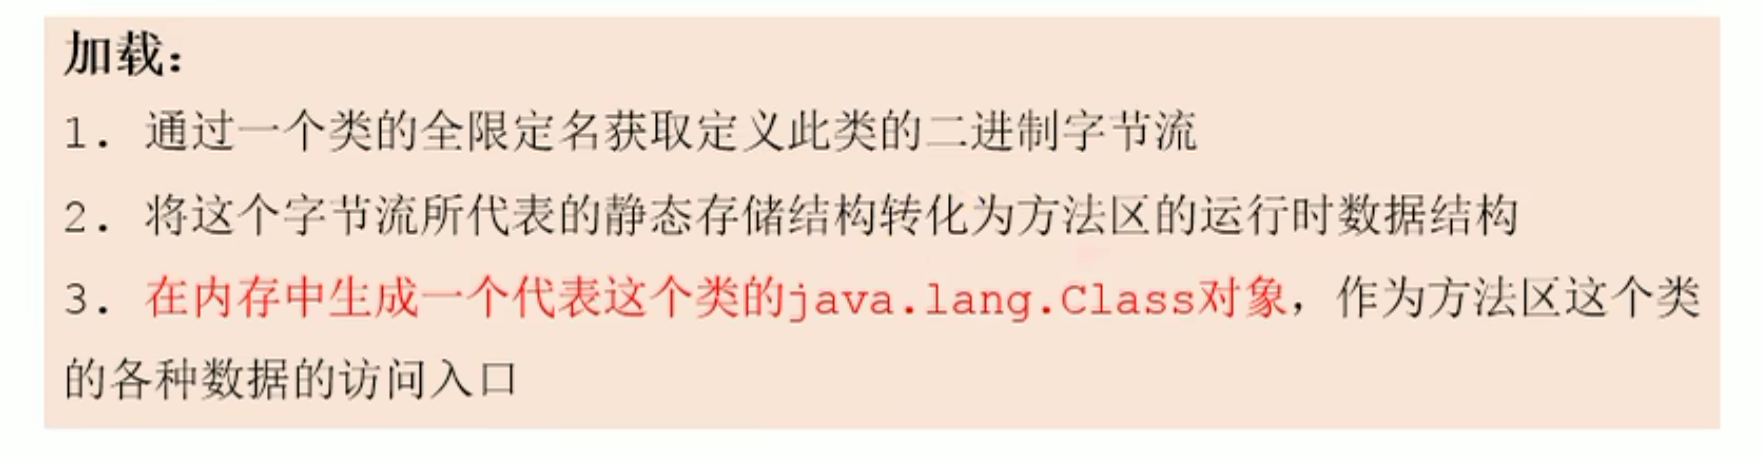 加载：
1. 通过一个类的全限定名获取定义此类的二进制字节流
2. 将这个字节流所代表的静态存储结构转化为方法区的运行时数据结构
3. 在内存中生成一个代表这个类的java.lang.Class对象，作为方法区这个类
的各种数据的访问入口